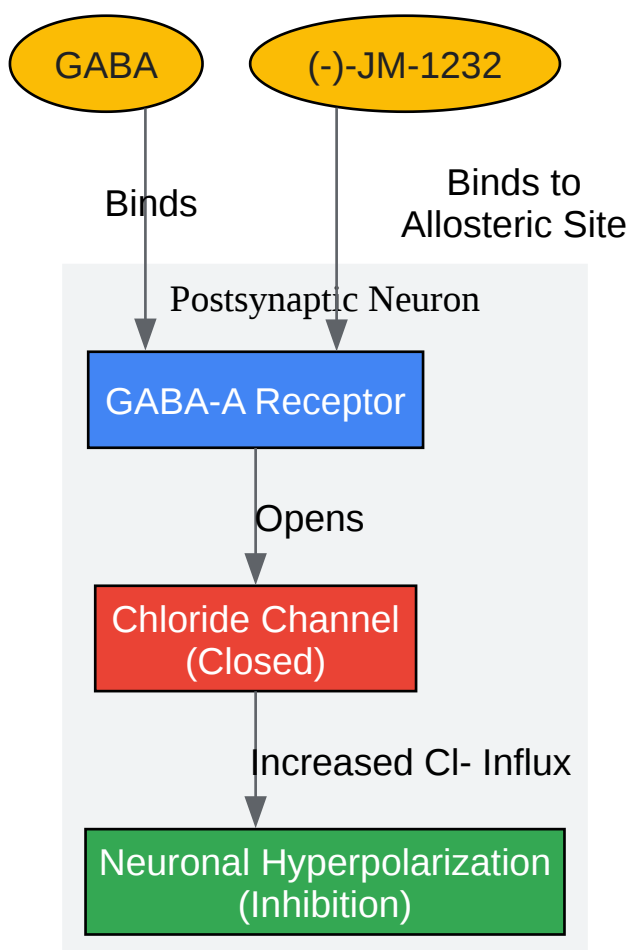 GABA
(-)-JM-1232
Binds
Binds to
Allosteric Site
Postsynaptic Neuron
GABA-A Receptor
Opens
Chloride Channel
(Closed)
Increased Cl- Influx
Neuronal Hyperpolarization
(Inhibition)